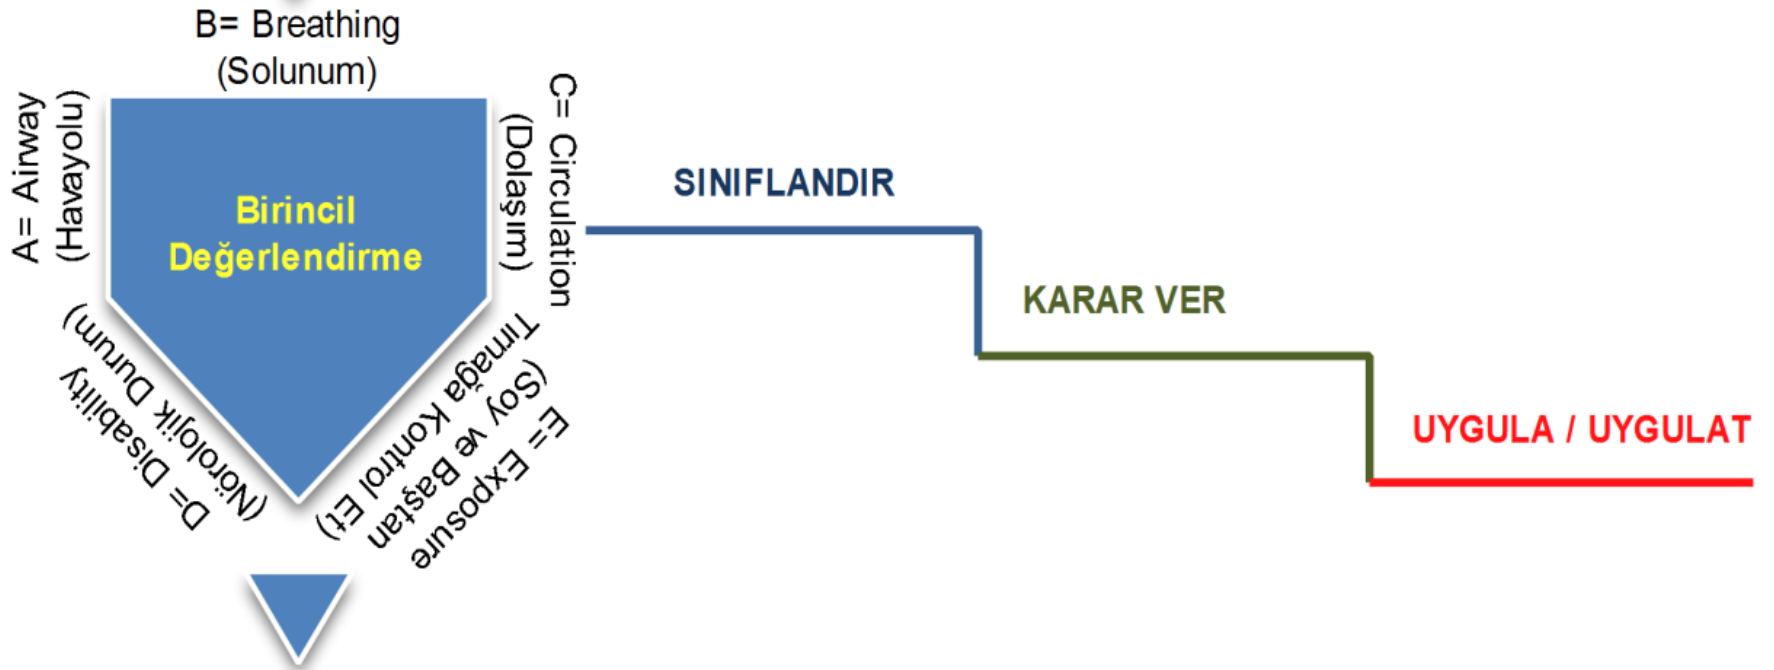 B= Breathing
(Solunum)
A= Airway
(Havayolu)
C= Circulation
(Dolaşım)
Birincil
Değerlendirme
D= Disability
(Nörolojik Durum)
E= Exposure
(Soy ve Baştan
Tırnağa Kontrol Et)
SINIFLANDIR
KARAR VER
UYGULA / UYGULAT